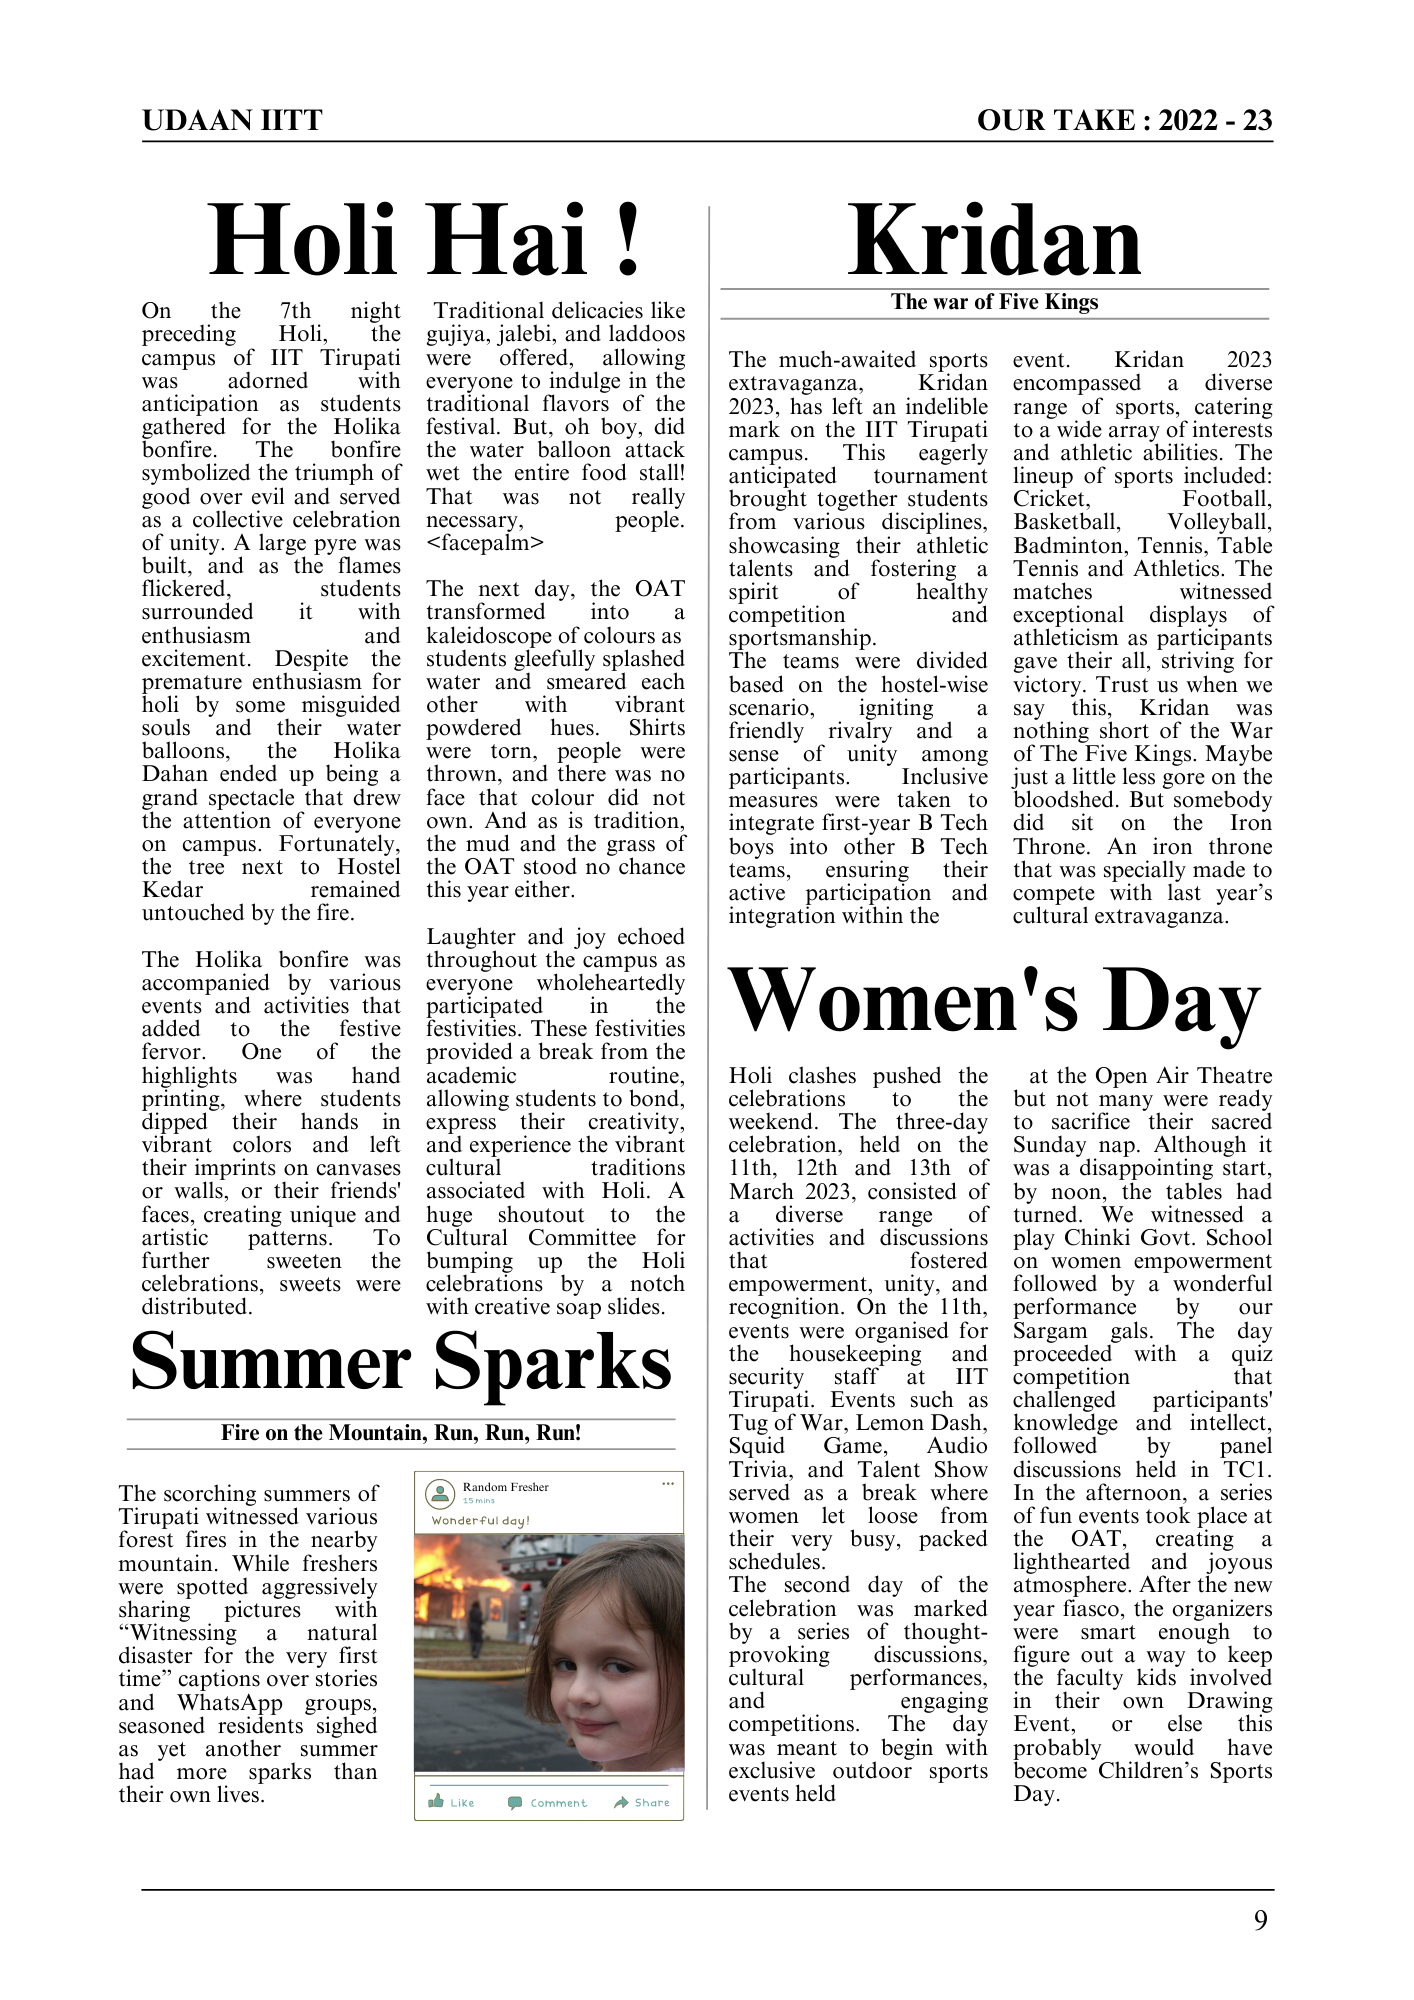 UDAAN IITT
OUR TAKE : 2022 - 23
Holi Hai !
On the 7th night
preceding Holi, the
campus of IIT Tirupati
was adorned with
anticipation as students
gathered for the Holika
bonfire. The bonfire
symbolized the triumph of
good over evil and served
as a collective celebration
of unity. A large pyre was
built, and as the flames
flickered, students
surrounded it with
enthusiasm and
excitement. Despite the
premature enthusiasm for
holi by some misguided
souls and their water
balloons, the Holika
Dahan ended up being a
grand spectacle that drew
the attention of everyone
on campus. Fortunately,
the tree next to Hostel
Kedar remained
untouched by the fire.
The Holika bonfire was
accompanied by various
events and activities that
added to the festive
fervor. One of the
highlights was hand
printing, where students
dipped their hands in
vibrant colors and left
their imprints on canvases
or walls, or their friends'
faces, creating unique and
artistic patterns. To
further sweeten the
celebrations, sweets were
distributed.
Traditional delicacies like
gujiya, jalebi, and laddoos
were offered, allowing
everyone to indulge in the
traditional flavors of the
festival. But, oh boy, did
the water balloon attack
wet the entire food stall!
That was not really
necessary, people.
<facepalm>
The next day, the OAT
transformed into a
kaleidoscope of colours as
students gleefully splashed
water and smeared each
other with vibrant
powdered hues. Shirts
were torn, people were
thrown, and there was no
face that colour did not
own. And as is tradition,
the mud and the grass of
the OAT stood no chance
this year either.
Laughter and joy echoed
throughout the campus as
everyone wholeheartedly
participated in the
festivities. These festivities
provided a break from the
academic routine,
allowing students to bond,
express their creativity,
and experience the vibrant
cultural traditions
associated with Holi. A
huge shoutout to the
Cultural Committee for
bumping up the Holi
celebrations by a notch
with creative soap slides.
Summer Sparks
Fire on the Mountain, Run, Run, Run!
The scorching summers of
Tirupati witnessed various
forest fires in the nearby
mountain. While freshers
were spotted aggressively
sharing pictures with
“Witnessing a natural
disaster for the very first
time” captions over stories
and WhatsApp groups,
seasoned residents sighed
as yet another summer
had more sparks than
their own lives.
Random Fresher
15 mins
Wonderful day!
Like
Comment
Share
Kridan
The war of Five Kings
The much-awaited sports
extravaganza, Kridan
2023, has left an indelible
mark on the IIT Tirupati
campus. This eagerly
anticipated tournament
brought together students
from various disciplines,
showcasing their athletic
talents and fostering a
spirit of healthy
competition and
sportsmanship.
The teams were divided
based on the hostel-wise
scenario, igniting a
friendly rivalry and a
sense of unity among
participants. Inclusive
measures were taken to
integrate first-year B Tech
boys into other B Tech
teams, ensuring their
active participation and
integration within the
event. Kridan 2023
encompassed a diverse
range of sports, catering
to a wide array of interests
and athletic abilities. The
lineup of sports included:
Cricket, Football,
Basketball, Volleyball,
Badminton, Tennis, Table
Tennis and Athletics. The
matches witnessed
exceptional displays of
athleticism as participants
gave their all, striving for
victory. Trust us when we
say this, Kridan was
nothing short of the War
of The Five Kings. Maybe
just a little less gore on the
bloodshed. But somebody
did sit on the Iron
Throne. An iron throne
that was specially made to
compete with last year’s
cultural extravaganza.
Women's Day
Holi clashes pushed the
celebrations to the
weekend. The three-day
celebration, held on the
11th, 12th and 13th of
March 2023, consisted of
a diverse range of
activities and discussions
that fostered
empowerment, unity, and
recognition. On the 11th,
events were organised for
the housekeeping and
security staff at IIT
Tirupati. Events such as
Tug of War, Lemon Dash,
Squid Game, Audio
Trivia, and Talent Show
served as a break where
women let loose from
their very busy, packed
schedules.
The second day of the
celebration was marked
by a series of thought-
provoking discussions,
cultural performances,
and engaging
competitions. The day
was meant to begin with
exclusive outdoor sports
events held
at the Open Air Theatre
but not many were ready
to sacrifice their sacred
Sunday nap. Although it
was a disappointing start,
by noon, the tables had
turned. We witnessed a
play Chinki Govt. School
on women empowerment
followed by a wonderful
performance by our
Sargam gals. The day
proceeded with a quiz
competition that
challenged participants'
knowledge and intellect,
followed by panel
discussions held in TC1.
In the afternoon, a series
of fun events took place at
the OAT, creating a
lighthearted and joyous
atmosphere. After the new
year fiasco, the organizers
were smart enough to
figure out a way to keep
the faculty kids involved
in their own Drawing
Event, or else this
probably would have
become Children’s Sports
Day.
9